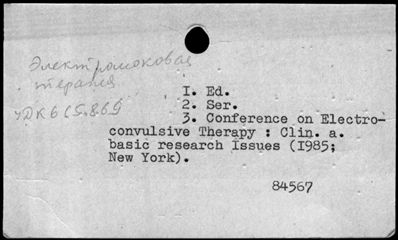 Электрошоковая
терапия
УДК 615.865
I. Ed.
2. Ser.
3. Conference on Electro-
convulsive Therapy : Clin. a.
basic research Issues (I985;
New York).
84567